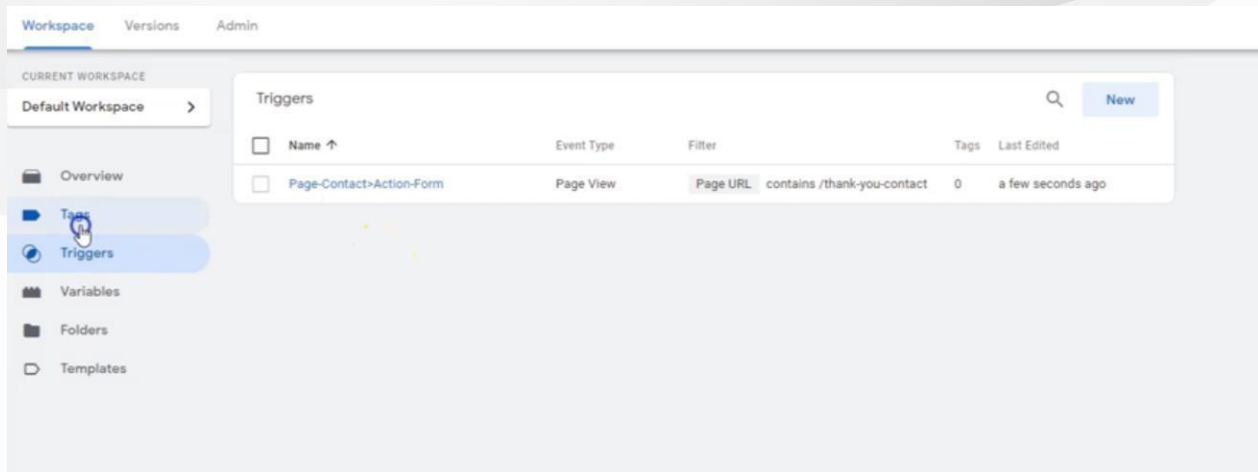 Workspace Versions Admin
CURRENT WORKSPACE
Default Workspace
Overview
Tags
Triggers
Variables
Folders
Templates
Triggers New
Name ↑ Event Type Filter Tags Last Edited
Page-Contact>Action-Form Page View Page URL contains /thank-you-contact 0 a few seconds ago